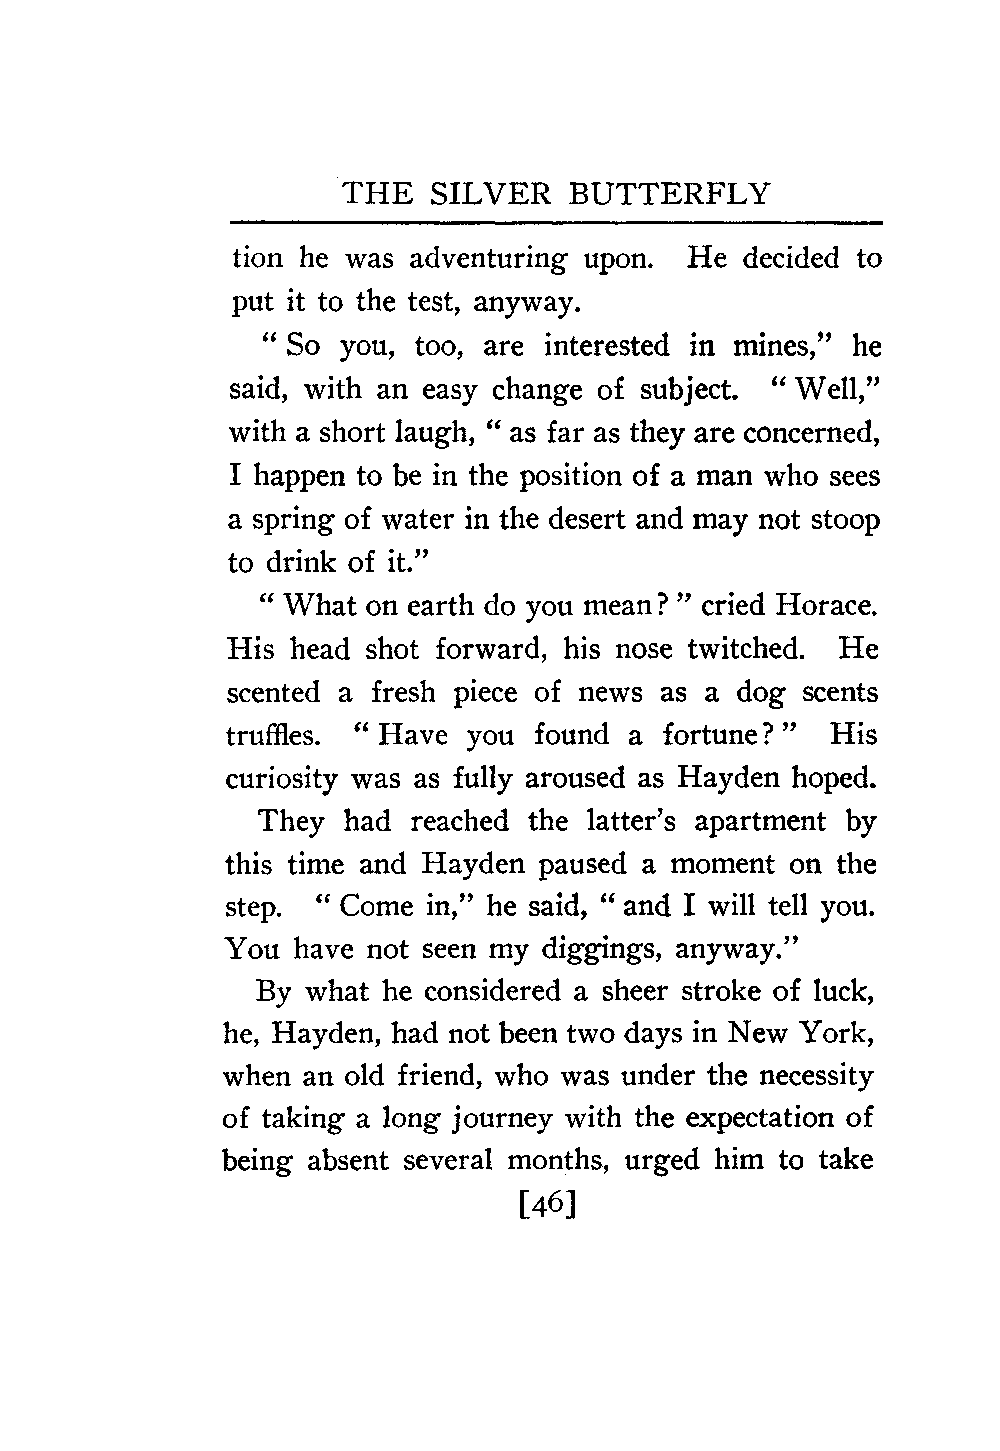 THE SILVER BUTTERFLY
tion he was adventuring upon. He decided to
put it to the test, anyway.
“ So you, too, are interested in mines,” he
said, with an easy change of subject. “ Well,”
with a short laugh, “ as far as they are concerned,
I happen to be in the position of a man who sees
a spring of water in the desert and may not stoop
to drink of it.”
“ What on earth do you mean? ” cried Horace.
His head shot forward, his nose twitched. He
scented a fresh piece of news as a dog scents
truffles. “ Have you found a fortune? ” His
curiosity was as fully aroused as Hayden hoped.
They had reached the latter’s apartment by
this time and Hayden paused a moment on the
step. “ Come in,” he said, “ and I will tell you.
You have not seen my diggings, anyway.”
By what he considered a sheer stroke of luck,
he, Hayden, had not been two days in New York,
when an old friend, who was under the necessity
of taking a long journey with the expectation of
being absent several months, urged him to take
[46]